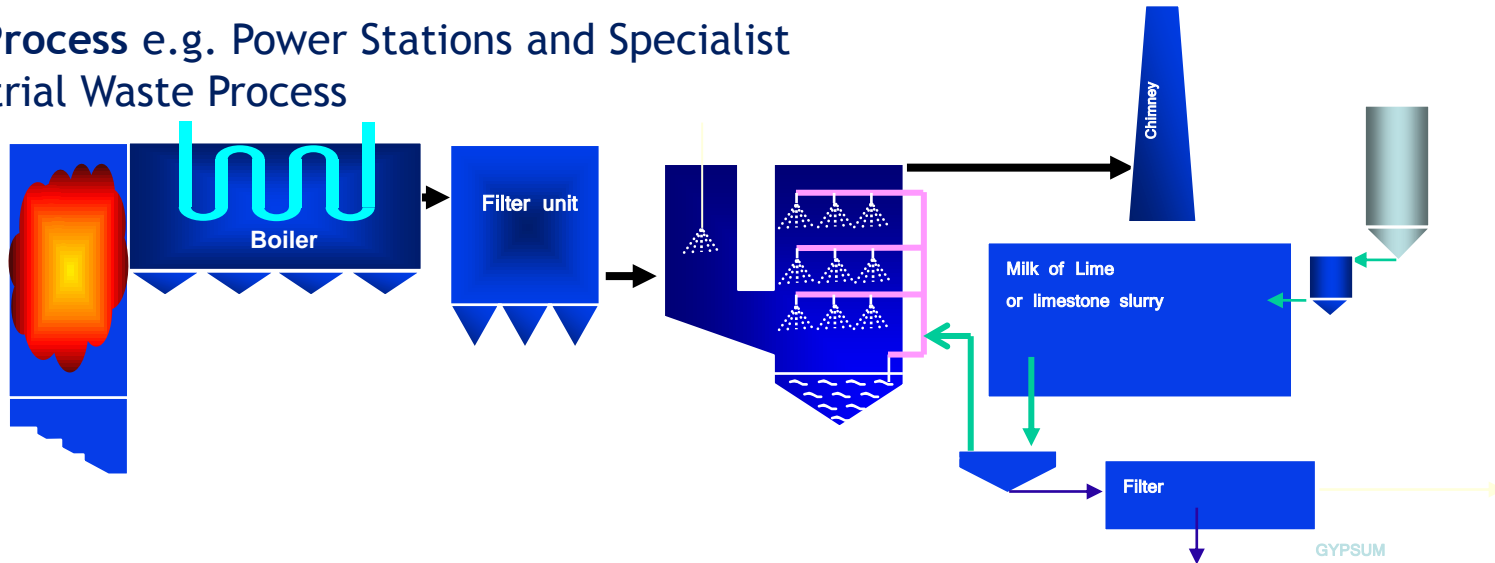 Process e.g. Power Stations and Specialist
trial Waste Process
Chimney
Boiler
Filter unit
Milk of Lime
or limestone slurry
Filter
GYPSUM